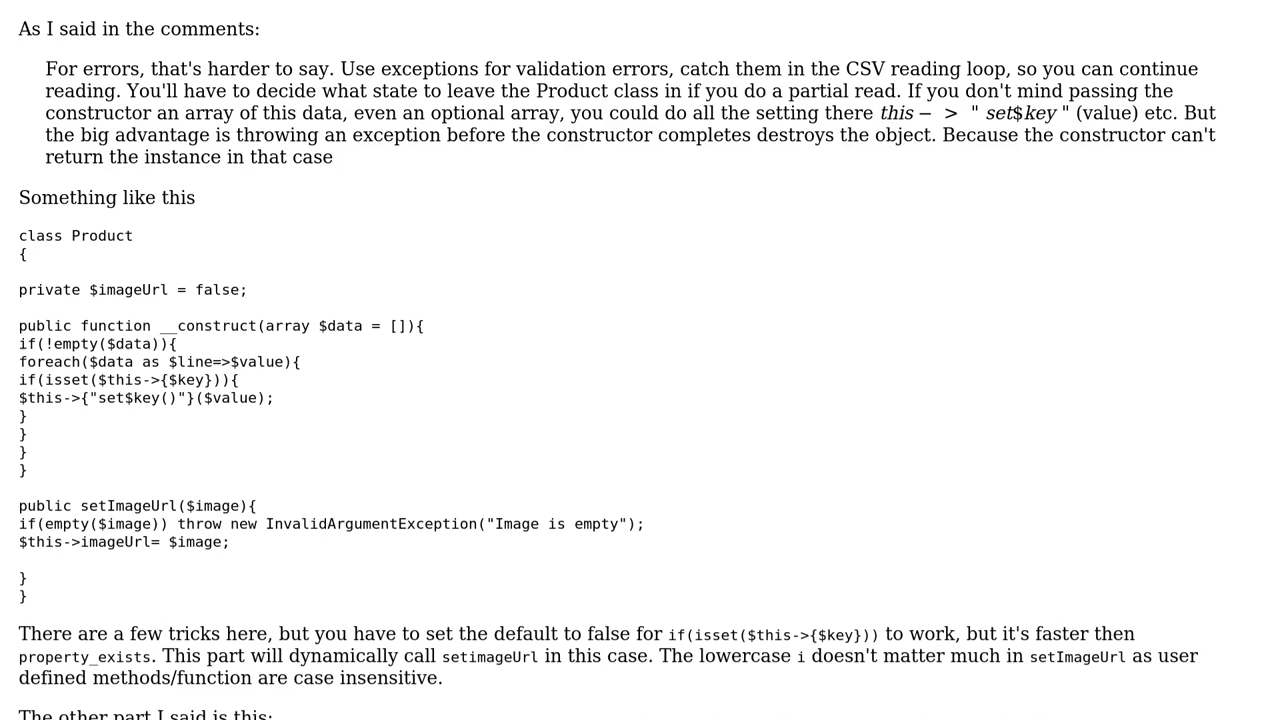 As I said in the comments:
For errors, that's harder to say. Use exceptions for validation errors, catch them in the CSV reading loop, so you can continue
reading. You'll have to decide what state to leave the Product class in if you do a partial read. If you don't mind passing the
constructor an array of this data, even an optional array, you could do all the setting there this − > " set$key " (value) etc. But
the big advantage is throwing an exception before the constructor completes destroys the object. Because the constructor can't
return the instance in that case
Something like this
class Product
{
private $imageUrl = false;
public function __construct(array $data = []){
if(!empty($data)){
foreach($data as $line=>$value){
if(isset($this->{$key})){
$this->{"set$key()"}($value);
}
}
}
}
public setImageUrl($image){
if(empty($image)) throw new InvalidArgumentException("Image is empty");
$this->imageUrl= $image;
}
}
There are a few tricks here, but you have to set the default to false for if(isset($this->{$key})) to work, but it's faster then
property_exists. This part will dynamically call setimageUrl in this case. The lowercase i doesn't matter much in setImageUrl as user
defined methods/function are case insensitive.
The other part I said is this: